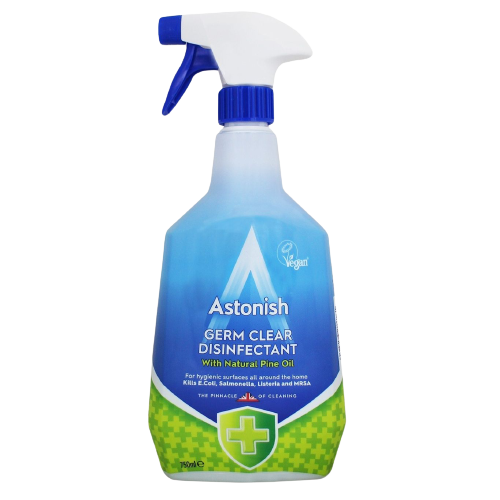 Vegan
Astonish
GERM CLEAR
DISINFECTANT
With Natural Pine Oil
For hygienic surfaces all around the home
Kills E.Coli, Salmonella, Listeria and MRSA
THE PINNACLE OF CLEANING
750ml e